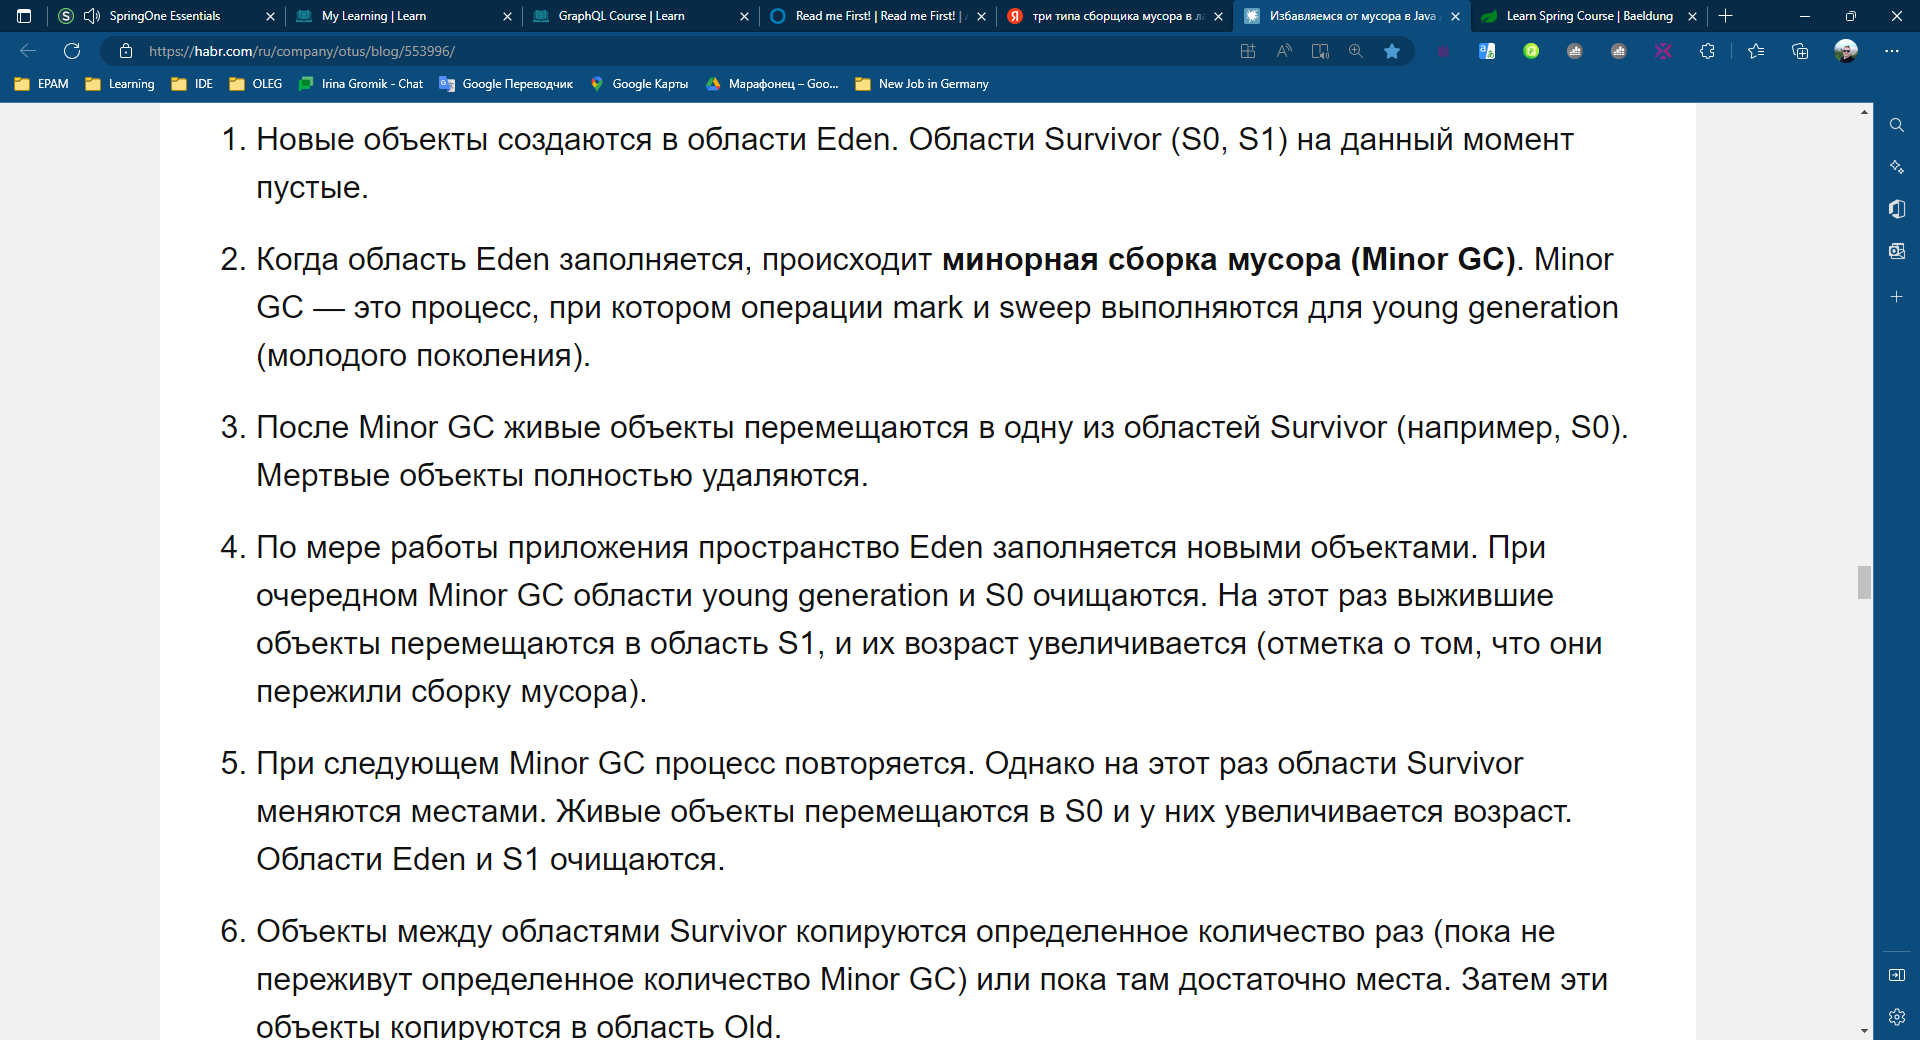 SpringOne Essentials
My Learning | Learn
GraphQL Course | Learn
Read me First! | Read me First! |
три типа сборщика мусора в
Избавляемся от мусора в Java
Learn Spring Course | Baeldung
https://habr.com/ru/company/otus/blog/553996/
EPAM
Learning
IDE
OLEG
Irina Gromik - Chat
Google Переводчик
Google Карты
Марафонец – Goo...
New Job in Germany
1. Новые объекты создаются в области Eden. Области Survivor (S0, S1) на данный момент
пустые.
2. Когда область Eden заполняется, происходит минорная сборка мусора (Minor GC). Minor
GC — это процесс, при котором операции mark и sweep выполняются для young generation
(молодого поколения).
3. После Minor GC живые объекты перемещаются в одну из областей Survivor (например, S0).
Мертвые объекты полностью удаляются.
4. По мере работы приложения пространство Eden заполняется новыми объектами. При
очередном Minor GC области young generation и S0 очищаются. На этот раз выжившие
объекты перемещаются в область S1, и их возраст увеличивается (отметка о том, что они
пережили сборку мусора).
5. При следующем Minor GC процесс повторяется. Однако на этот раз области Survivor
меняются местами. Живые объекты перемещаются в S0 и у них увеличивается возраст.
Области Eden и S1 очищаются.
6. Объекты между областями Survivor копируются определенное количество раз (пока не
переживут определенное количество Minor GC) или пока там достаточно места. Затем эти
объекты копируются в область Old.